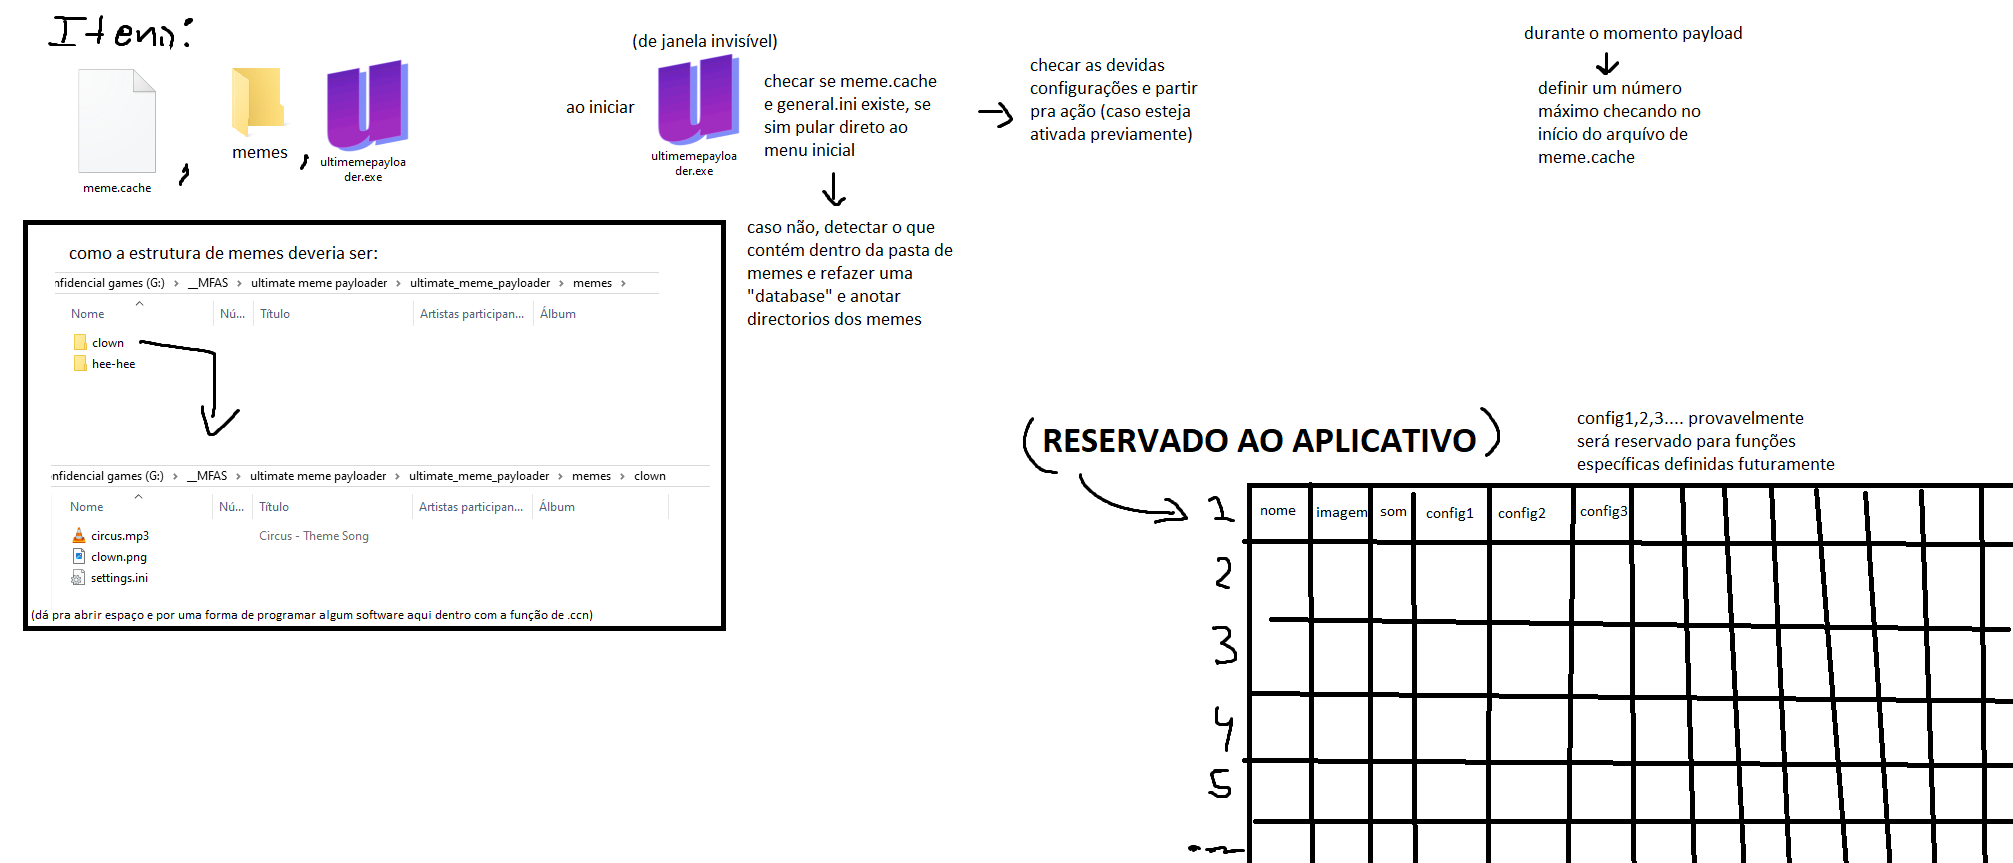 Itens:
meme.cache
,
memes
,
ultimemepayloa
der.exe
ao iniciar
(de janela invisível)
ultimemepayloa
der.exe
checar se meme.cache
e general.ini existe, se
sim pular direto ao
menu inicial
caso não, detectar o que
contém dentro da pasta de
memes e refazer uma
"database" e anotar
directorios dos memes
checar as devidas
configurações e partir
pra ação (caso esteja
ativada previamente)
durante o momento payload
definir um número
máximo checando no
início do arquívo de
meme.cache
como a estrutura de memes deveria ser:
nfidencial games (G:) > __MFAS > ultimate meme payloader > ultimate_meme_payloader > memes >
Nome Nú... Título Artistas participan... Álbum
clown
hee-hee
nfidencial games (G:) > __MFAS > ultimate meme payloader > ultimate_meme_payloader > memes > clown
Nome Nú... Título Artistas participan... Álbum
circus.mp3 Circus - Theme Song
clown.png
settings.ini
(dá pra abrir espaço e por uma forma de programar algum software aqui dentro com a função de .ccn)
(RESERVADO AO APLICATIVO)
config1,2,3.... provavelmente
será reservado para funções
específicas definidas futuramente
1 nome imagem som config1 config2 config3
2
3
4
5
...